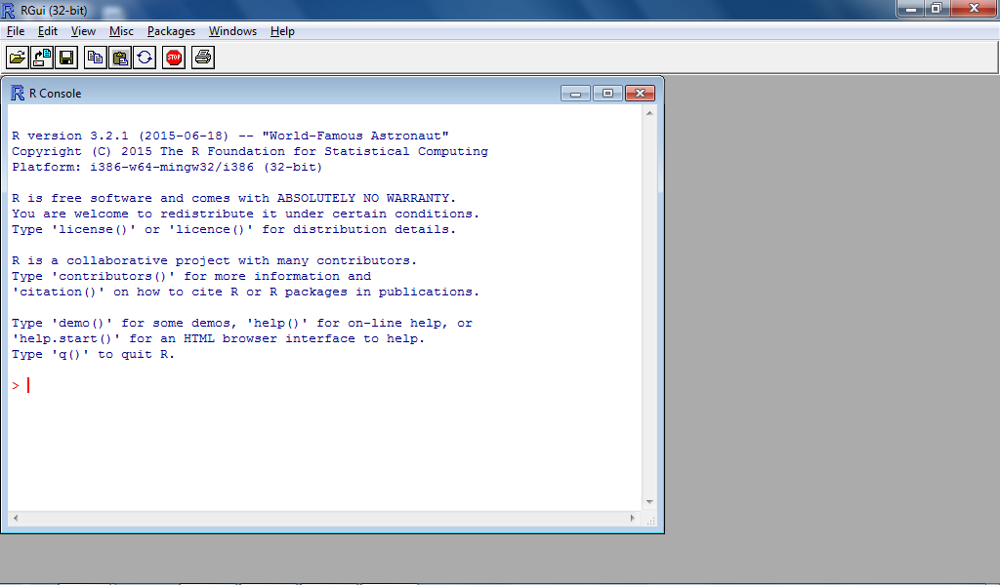 RGui (32-bit)
File Edit View Misc Packages Windows Help
STOP
R Console
R version 3.2.1 (2015-06-18) -- "World-Famous Astronaut"
Copyright (C) 2015 The R Foundation for Statistical Computing
Platform: i386-w64-mingw32/i386 (32-bit)
R is free software and comes with ABSOLUTELY NO WARRANTY.
You are welcome to redistribute it under certain conditions.
Type 'license()' or 'licence()' for distribution details.
R is a collaborative project with many contributors.
Type 'contributors()' for more information and
'citation()' on how to cite R or R packages in publications.
Type 'demo()' for some demos, 'help()' for on-line help, or
'help.start()' for an HTML browser interface to help.
Type 'q()' to quit R.
>